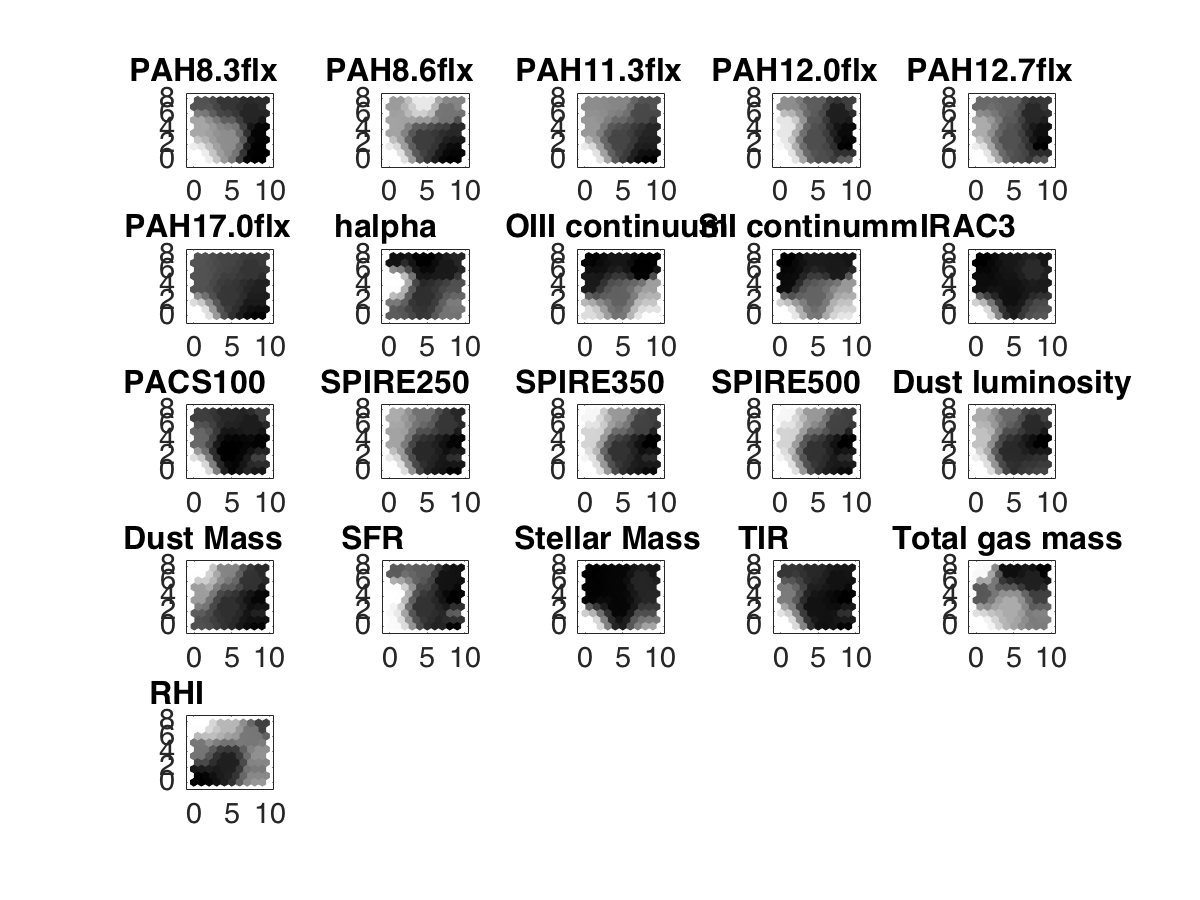 PAH8.3flx PAH8.6flx PAH11.3flx PAH12.0flx PAH12.7flx
8 8 8 8 8
6 6 6 6 6
4 4 4 4 4
2 2 2 2 2
0 0 0 0 0
0 5 10 0 5 10 0 5 10 0 5 10 0 5 10
PAH17.0flx halpha OIII continuum SII continumm IRAC3
8 8 8 8 8
6 6 6 6 6
4 4 4 4 4
2 2 2 2 2
0 0 0 0 0
0 5 10 0 5 10 0 5 10 0 5 10 0 5 10
PACS100 SPIRE250 SPIRE350 SPIRE500 Dust luminosity
8 8 8 8 8
6 6 6 6 6
4 4 4 4 4
2 2 2 2 2
0 0 0 0 0
0 5 10 0 5 10 0 5 10 0 5 10 0 5 10
Dust Mass SFR Stellar Mass TIR Total gas mass
8 8 8 8 8
6 6 6 6 6
4 4 4 4 4
2 2 2 2 2
0 0 0 0 0
0 5 10 0 5 10 0 5 10 0 5 10 0 5 10
RHI
8
6
4
2
0
0 5 10